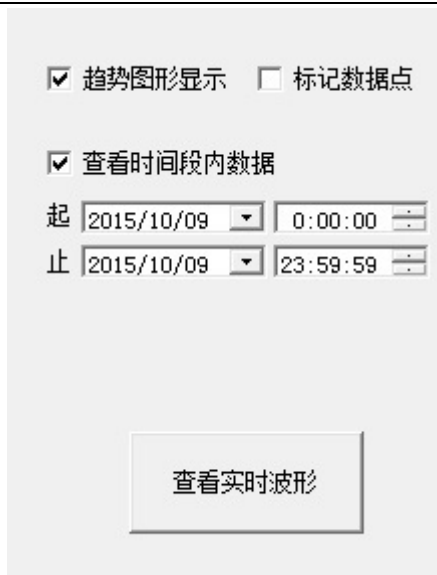 趋势图形显示 标记数据点
查看时间段内数据
起 2015/10/09 0:00:00
止 2015/10/09 23:59:59
查看实时波形